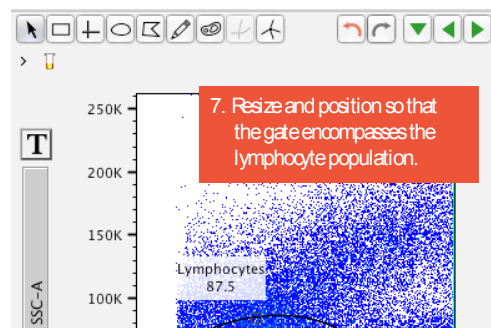 7. Resize and position so that
the gate encompasses the
lymphocyte population.
T
250K
200K
150K
100K
SSC-A
Lymphocytes
87.5